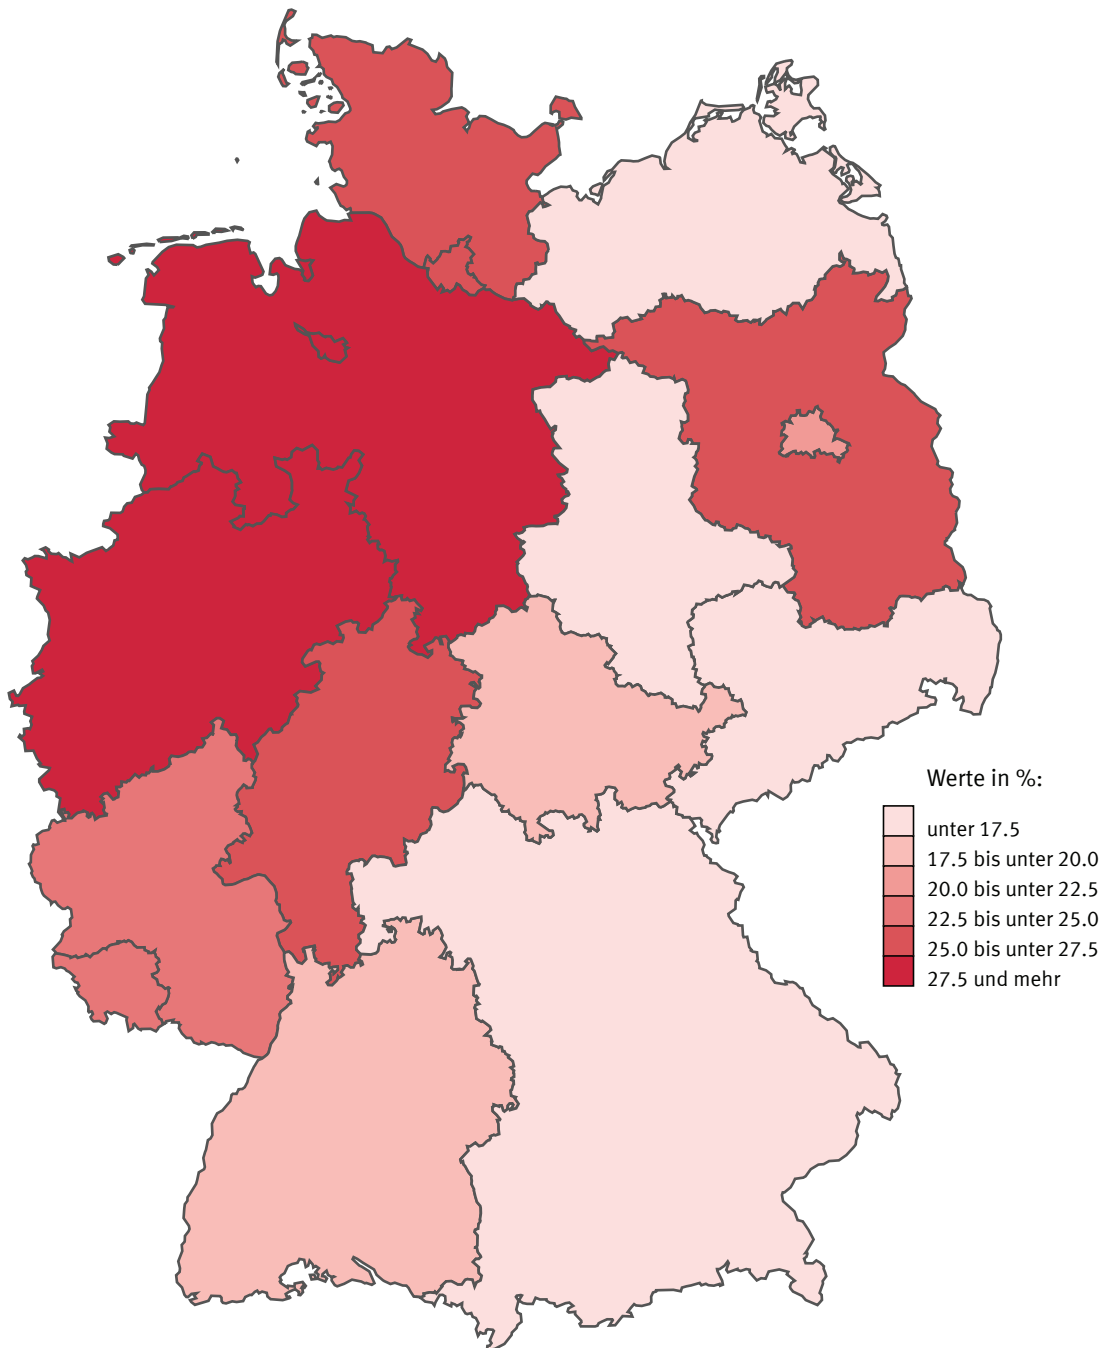 Werte in %:
unter 17.5
17.5 bis unter 20.0
20.0 bis unter 22.5
22.5 bis unter 25.0
25.0 bis unter 27.5
27.5 und mehr